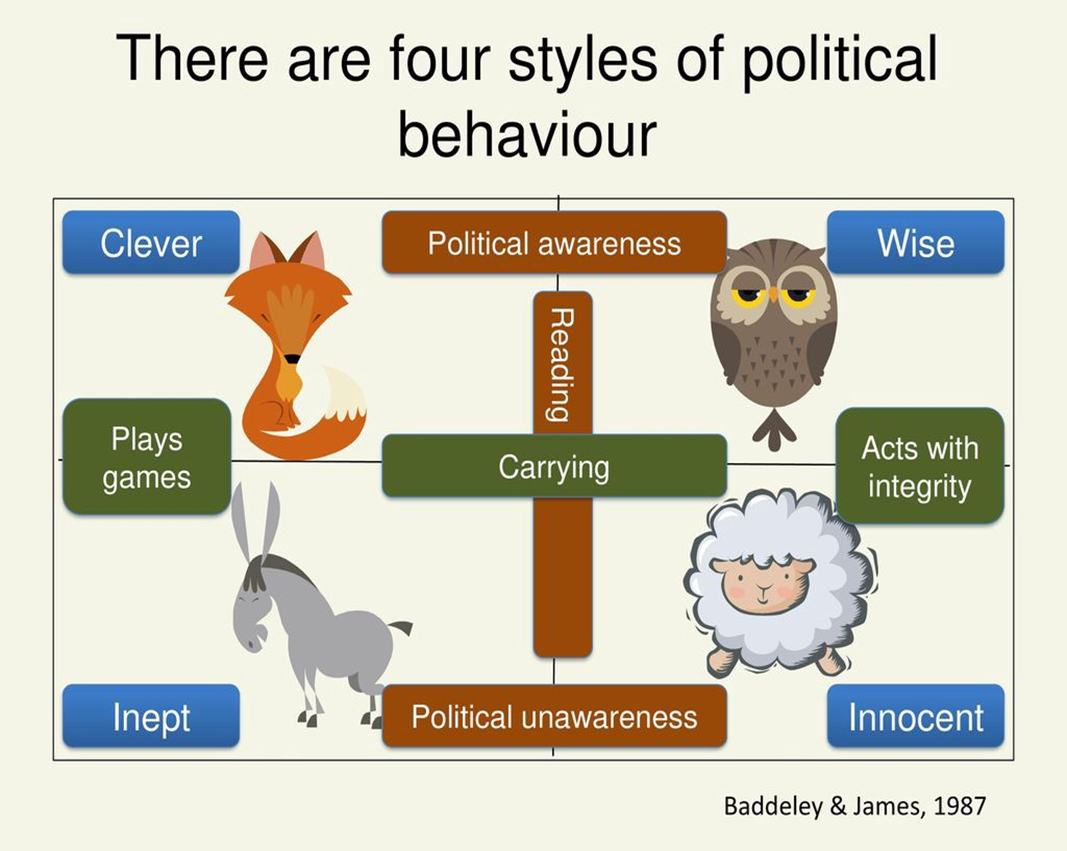 There are four styles of political
behaviour
Clever
Political awareness
Wise
Reading
Plays
games
Carrying
Acts with
integrity
Inept
Political unawareness
Innocent
Baddeley & James, 1987